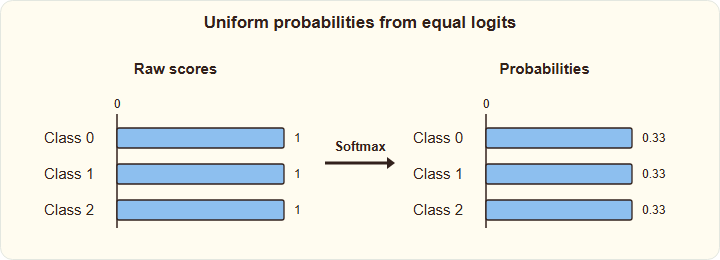 Uniform probabilities from equal logits
Raw scores
0
Class 0 1
Class 1 1
Class 2 1
Softmax
Probabilities
0
Class 0 0.33
Class 1 0.33
Class 2 0.33